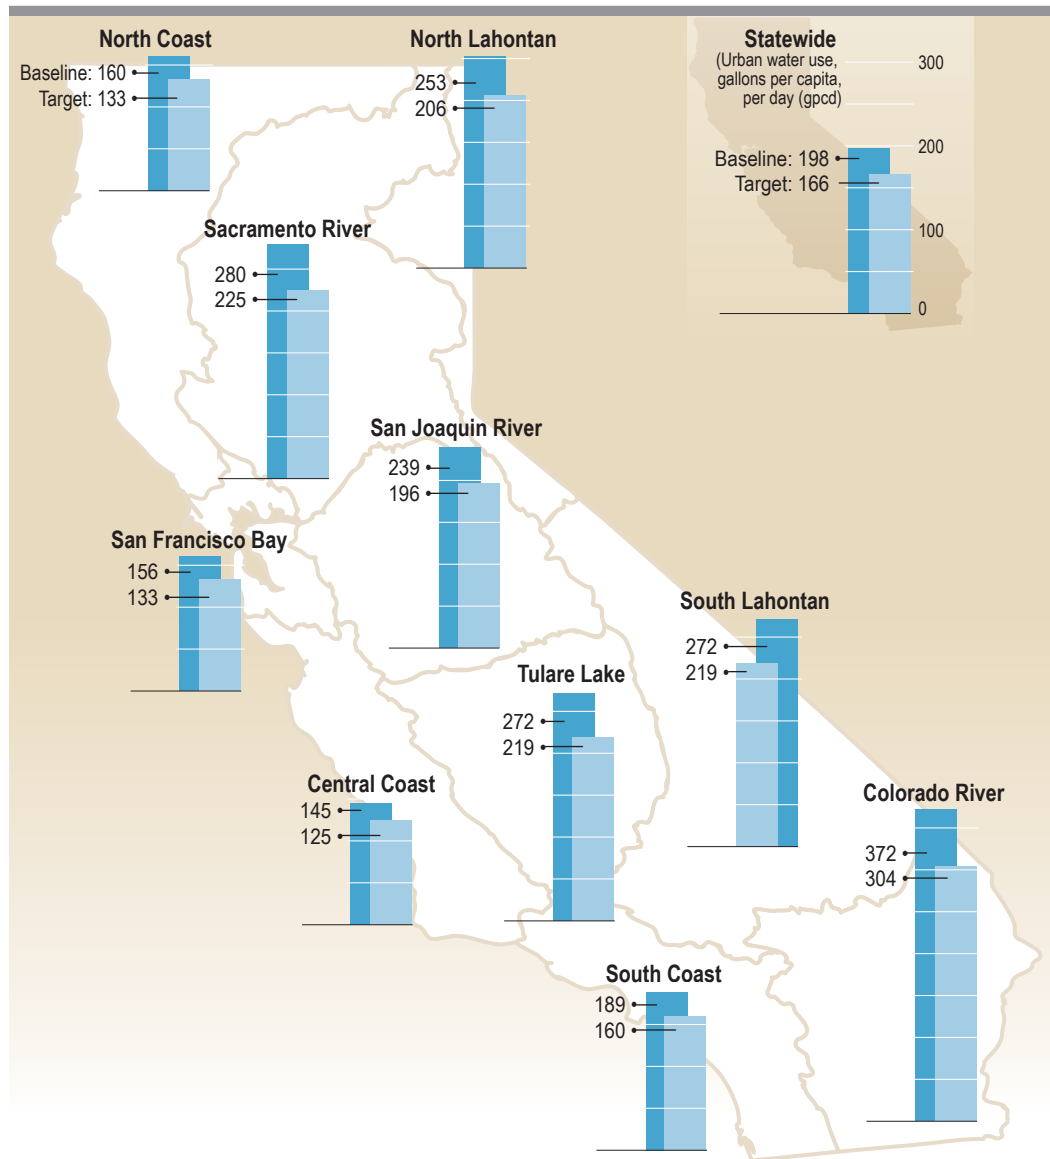 North Coast
Baseline: 160
Target: 133
North Lahontan
253
206
Statewide
(Urban water use,
gallons per capita,
per day (gpcd)
300
200
100
0
Baseline: 198
Target: 166
Sacramento River
280
225
San Joaquin River
239
196
San Francisco Bay
156
133
South Lahontan
272
219
Tulare Lake
272
219
Central Coast
145
125
Colorado River
372
304
South Coast
189
160